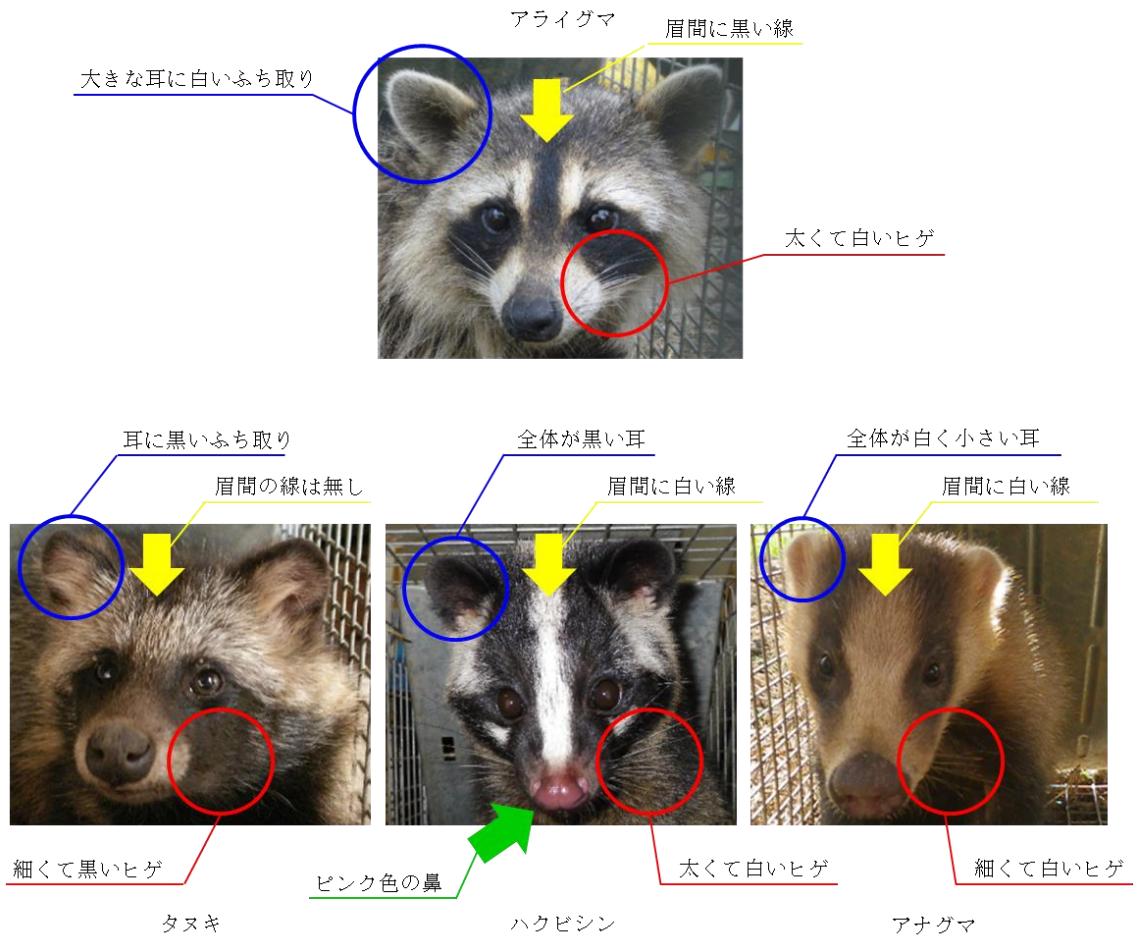 アライグマ
眉間に黒い線
大きな耳に白いふち取り
太くて白いヒゲ
耳に黒いふち取り
全体が黒い耳
全体が白く小さい耳
眉間の線は無し
眉間に白い線
眉間に白い線
細くて黒いヒゲ
ピンク色の鼻
太くて白いヒゲ
細くて白いヒゲ
タヌキ
ハクビシン
アナグマ